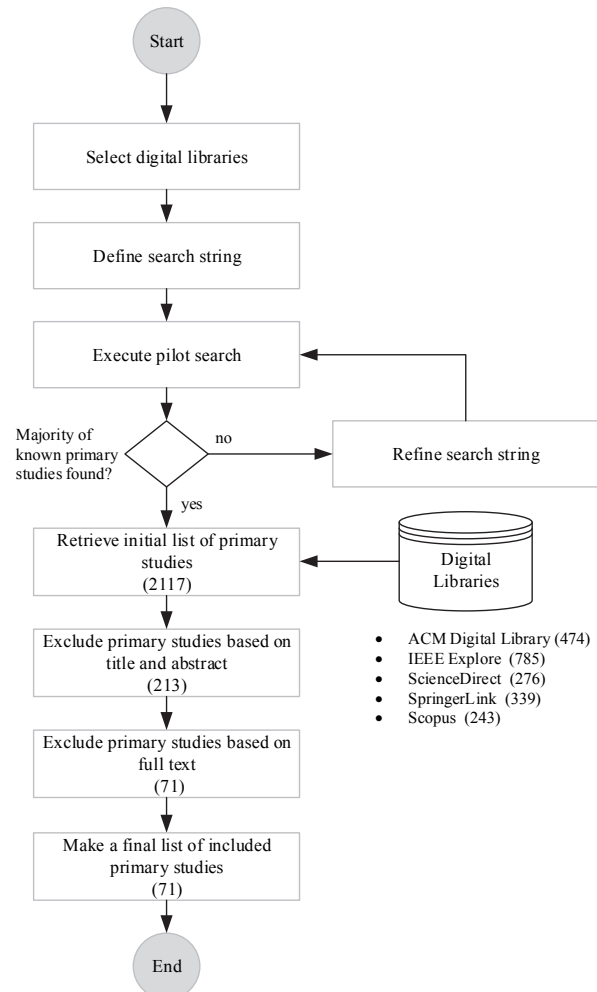 Start
Select digital libraries
Define search string
Execute pilot search
Majority of
known primary
studies found?
no
Refine search string
yes
Retrieve initial list of primary
studies
(2117)
Digital
Libraries
Exclude primary studies based on
title and abstract
(213)
• ACM Digital Library (474)
• IEEE Explore (785)
• ScienceDirect (276)
• SpringerLink (339)
• Scopus (243)
Exclude primary studies based on
full text
(71)
Make a final list of included
primary studies
(71)
End